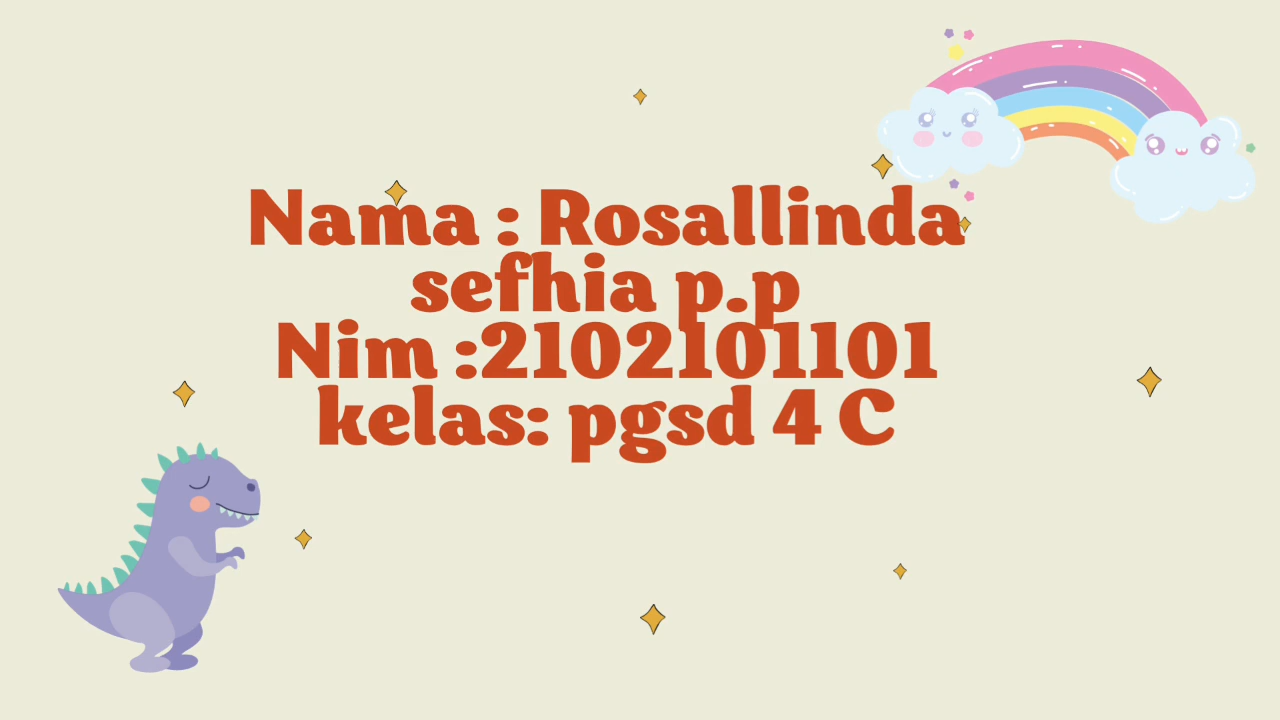 Nama : Rosallinda
sefhia p.p
Nim :2102101101
kelas: pgsd 4 C